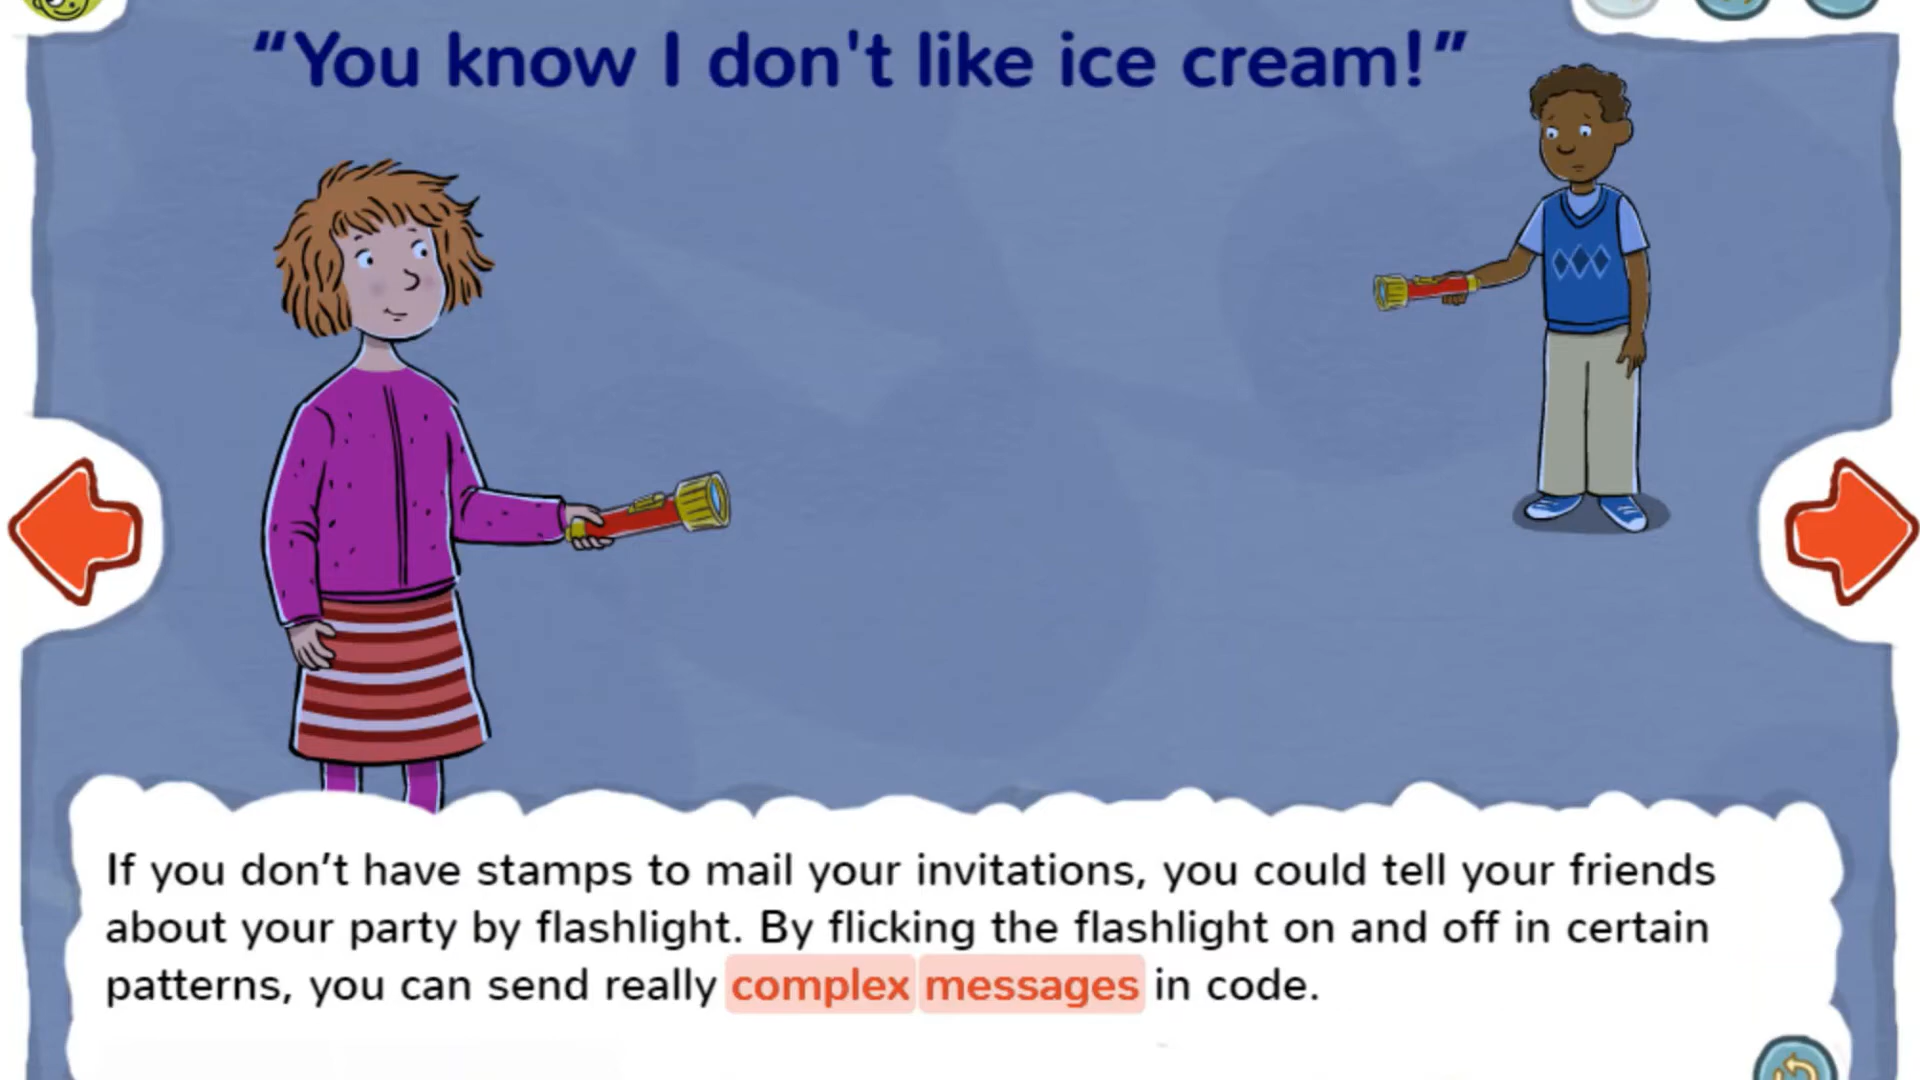 “You know I don't like ice cream!”
If you don’t have stamps to mail your invitations, you could tell your friends
about your party by flashlight. By flicking the flashlight on and off in certain
patterns, you can send really complex messages in code.